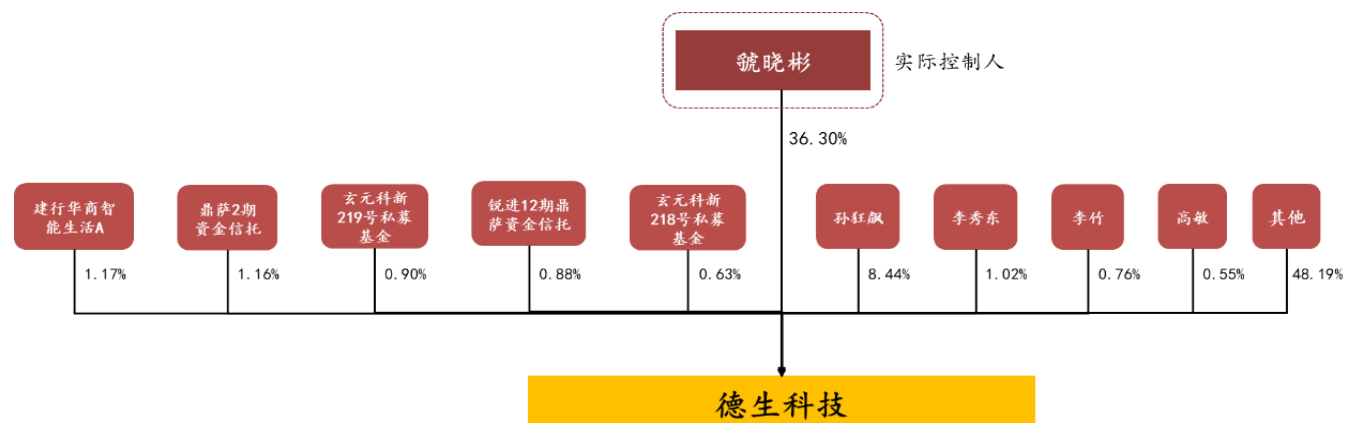 虢晓彬
实际控制人
36.30%
建行华商智
能生活A
鼎萨2期
资金信托
玄元科新
219号私募
基金
锐进12期鼎
萨资金信托
玄元科新
218号私募
基金
孙狂飙
李秀东
李竹
高敏
其他
1.17%
1.16%
0.90%
0.88%
0.63%
8.44%
1.02%
0.76%
0.55%
48.19%
德生科技